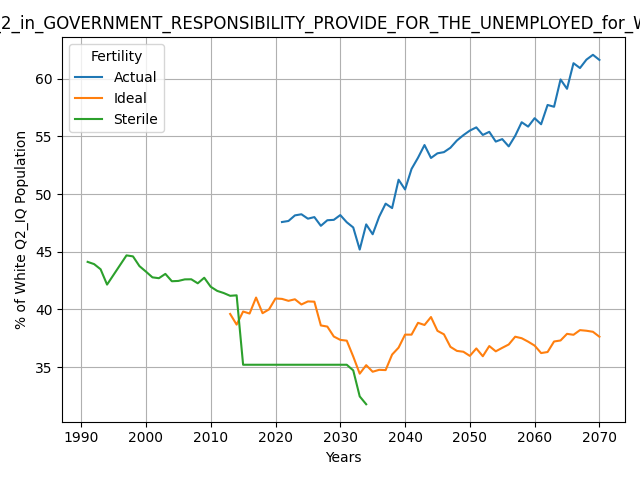 2_in_GOVERNMENT_RESPONSIBILITY_PROVIDE_FOR_THE_UNEMPLOYED_for_W
Fertility
Actual
Ideal
Sterile
% of White Q2_IQ Population
60
55
50
45
40
35
1990 2000 2010 2020 2030 2040 2050 2060 2070
Years